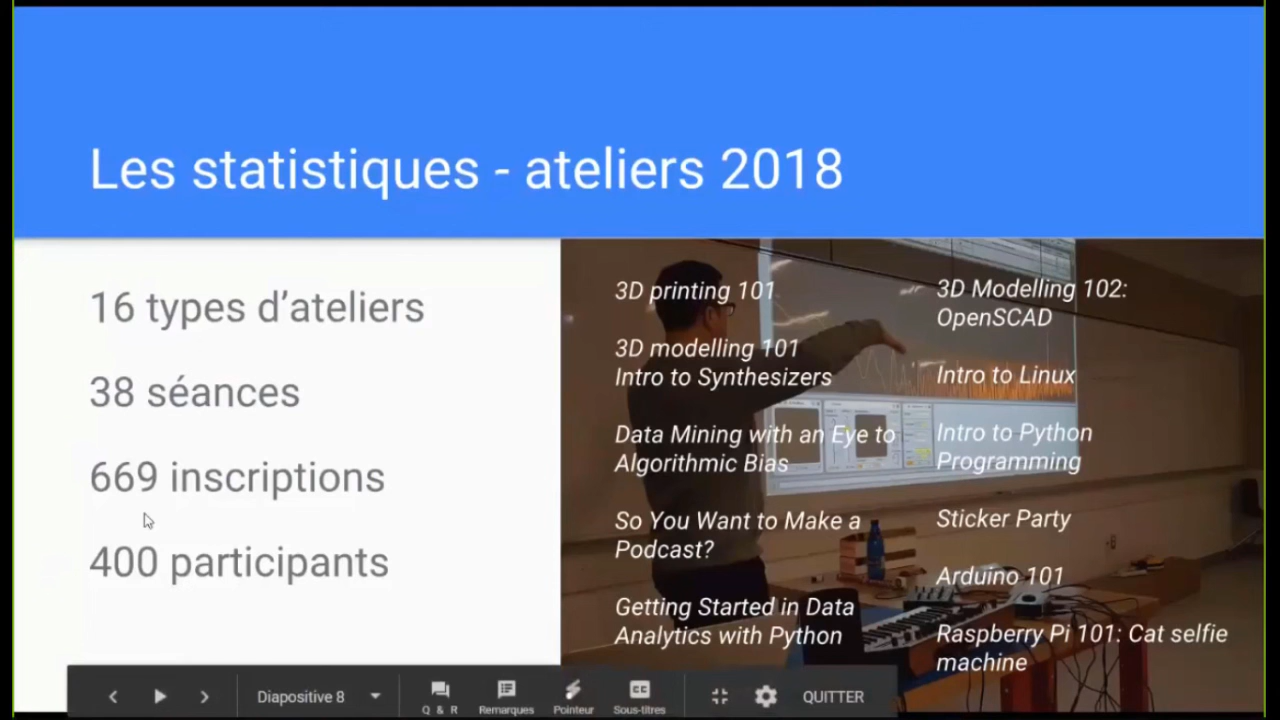 Les statistiques - ateliers 2018
16 types d'ateliers
38 séances
669 inscriptions
400 participants
3D printing 101
3D modelling 101
Intro to Synthesizers
Data Mining with an Eye to
Algorithmic Bias
So You Want to Make a
Podcast?
Getting Started in Data
Analytics with Python
3D Modelling 102:
OpenSCAD
Intro to Linux
Intro to Python
Programming
Sticker Party
Arduino 101
Raspberry Pi 101: Cat selfie
machine
Diapositive 8
Q & R
Remarques
Pointeur
CC
Sous-titres
QUITTER